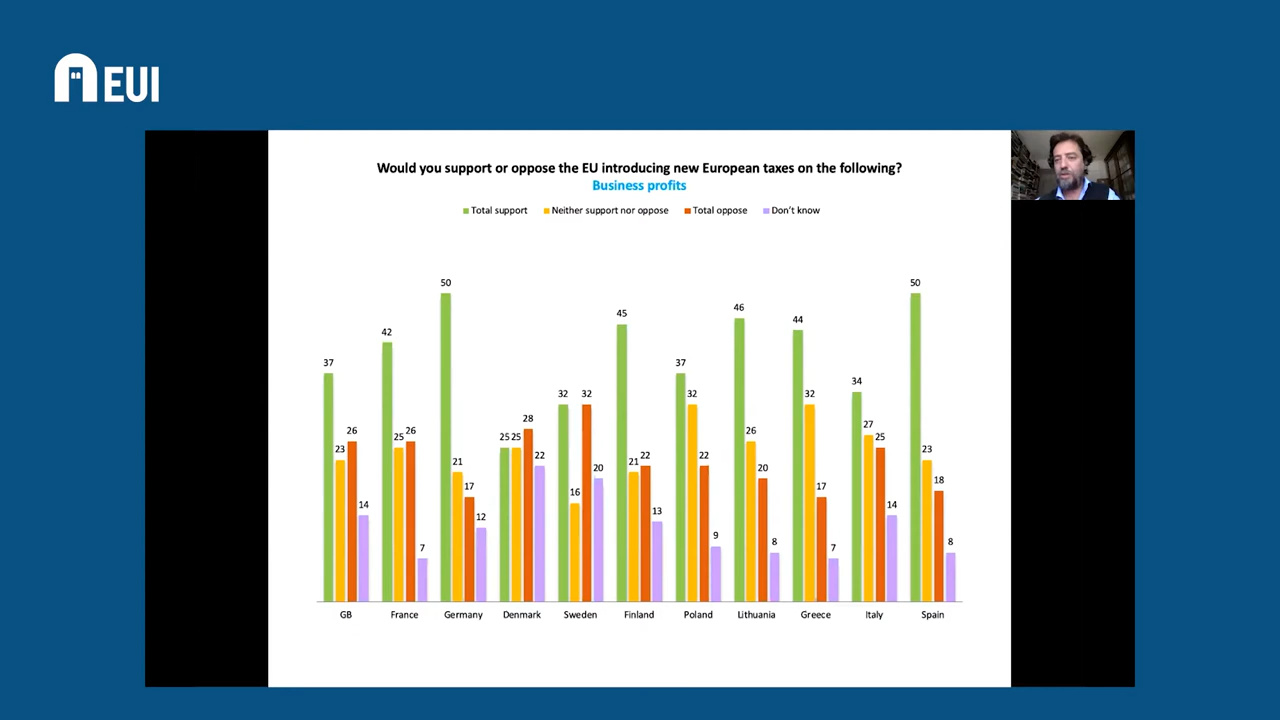 EUI
Would you support or oppose the EU introducing new European taxes on the following?
Business profits
Total support Neither support nor oppose Total oppose Don't know
37 23 26 14
42 25 26 7
50 21 17 12
25 25 28 22
32 16 32 20
45 21 22 13
37 32 22 9
46 26 20 8
44 32 17 7
34 27 25 14
50 23 18 8
GB France Germany Denmark Sweden Finland Poland Lithuania Greece Italy Spain